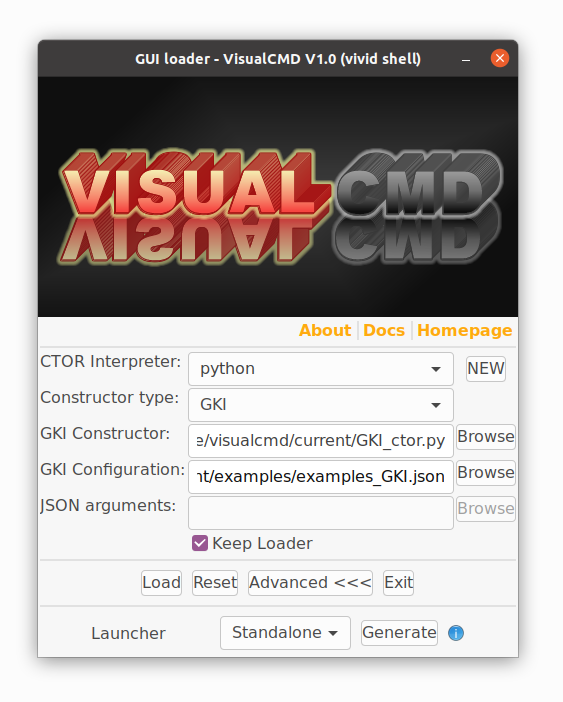 GUI loader - VisualCMD V1.0 (vivid shell)
VISUAL CMD
About Docs Homepage
CTOR Interpreter: python NEW
Constructor type: GKI
GKI Constructor: e/visualcmd/current/GKI_ctor.py Browse
GKI Configuration: nt/examples/examples_GKI.json Browse
JSON arguments: Browse
Keep Loader
Load Reset Advanced <<< Exit
Launcher Standalone Generate